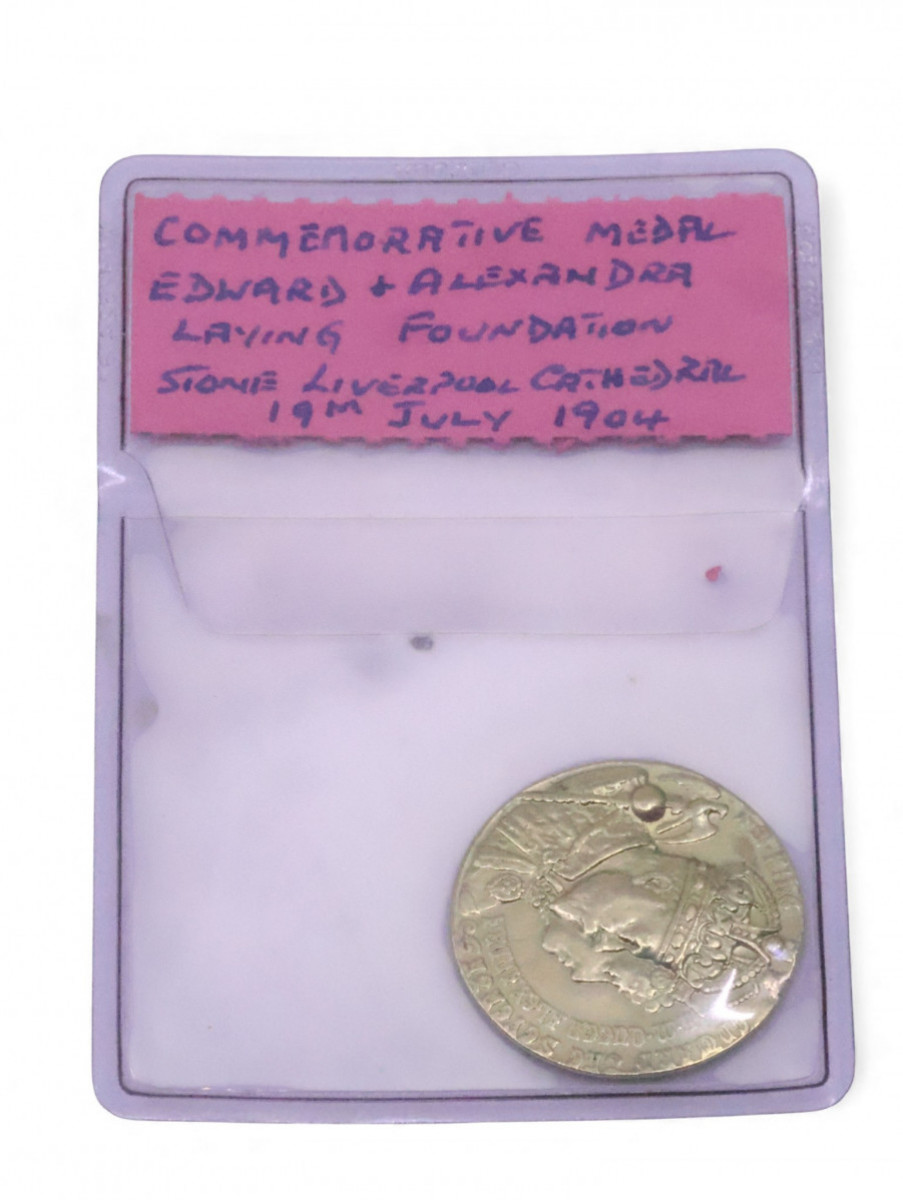 COMMEMORATIVE MEDAL
EDWARD + ALEXANDRA
LAYING FOUNDATION
STONE LIVERPOOL CATHEDRAL
19TH JULY 1904